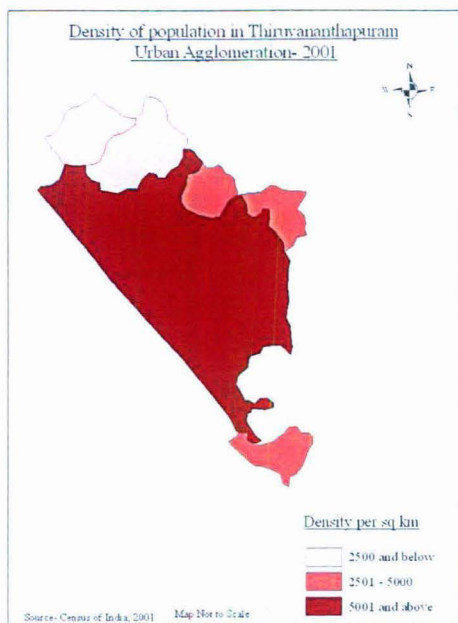 Density of population in Thiruvananthapuram
Urban Agglomeration- 2001
N
W E
S
Density per sq km
2500 and below
2501 - 5000
5001 and above
Source- Census of India, 2001 Map Not to Scale